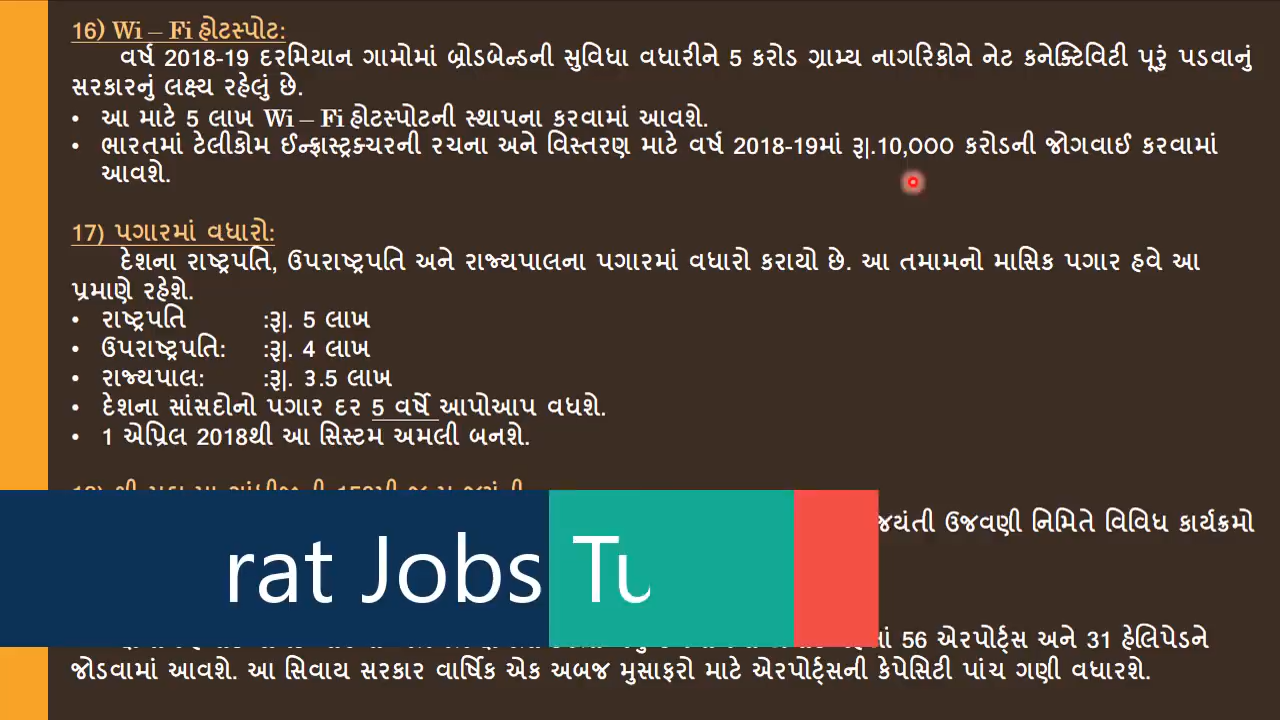 16) Wi – Fi હોટસ્પોટ:
વર્ષ 2018-19 દરમિયાન ગામોમાં બ્રોડબેન્ડની સુવિધા વધારીને 5 કરોડ ગ્રામ્ય નાગરિકોને નેટ કનેક્ટિવિટી પૂરૂં પડવાનું
સરકારનું લક્ષ્ય રહેલું છે.
• આ માટે 5 લાખ Wi – Fi હોટસ્પોટની સ્થાપના કરવામાં આવશે.
• ભારતમાં ટેલીકોમ ઈન્ફ્રાસ્ટ્રક્ચરની રચના અને વિસ્તરણ માટે વર્ષ 2018-19માં રૂ|.10,૦૦૦ કરોડની જોગવાઈ કરવામાં
આવશે.
17) પગારમાં વધારો:
દેશના રાષ્ટ્રપતિ, ઉપરાષ્ટ્રપતિ અને રાજ્યપાલના પગારમાં વધારો કરાયો છે. આ તમામનો માસિક પગાર હવે આ
પ્રમાણે રહેશે.
• રાષ્ટ્રપતિ :રૂ|. 5 લાખ
• ઉપરાષ્ટ્રપતિ: :રૂ|. 4 લાખ
• રાજ્યપાલ: :રૂ|. ૩.5 લાખ
• દેશના સાંસદોનો પગાર દર 5 વર્ષે આપોઆપ વધશે.
• 1 એપ્રિલ 2018થી આ સિસ્ટમ અમલી બનશે.
જયંતી ઉજવણી નિમિતે વિવિધ કાર્યક્રમો
rat Jobs Tu
56 એરપોર્ટ્સ અને 31 હેલિપેડને
જોડવામાં આવશે. આ સિવાય સરકાર વાર્ષિક એક અબજ મુસાફરો માટે એરપોર્ટ્સની કેપેસિટી પાંચ ગણી વધારશે.